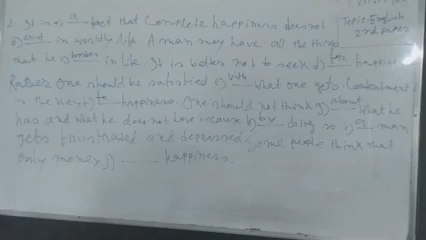 2. It is a) a fact that Complete happiness does not
b) exist in worldly life. A man may have all the things
that he c) in life. It is better not to seek d) happiness
Rather One should be satisfied e) with what one gets. Contentment
is the key f) to happiness. One should not think g) about what he
has and what he does not have because h) by doing so i) a man
gets frustrated and depressed. Some people think that
only money j) ___ happiness.
Topic-English
2nd paper